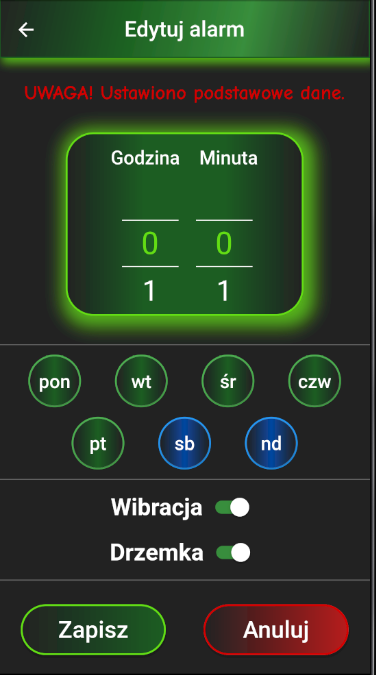 Edytuj alarm
UWAGA! Ustawiono podstawowe dane.
Godzina Minuta
0 0
1 1
pon wt śr czw
pt sb nd
Wibracja
Drzemka
Zapisz Anuluj